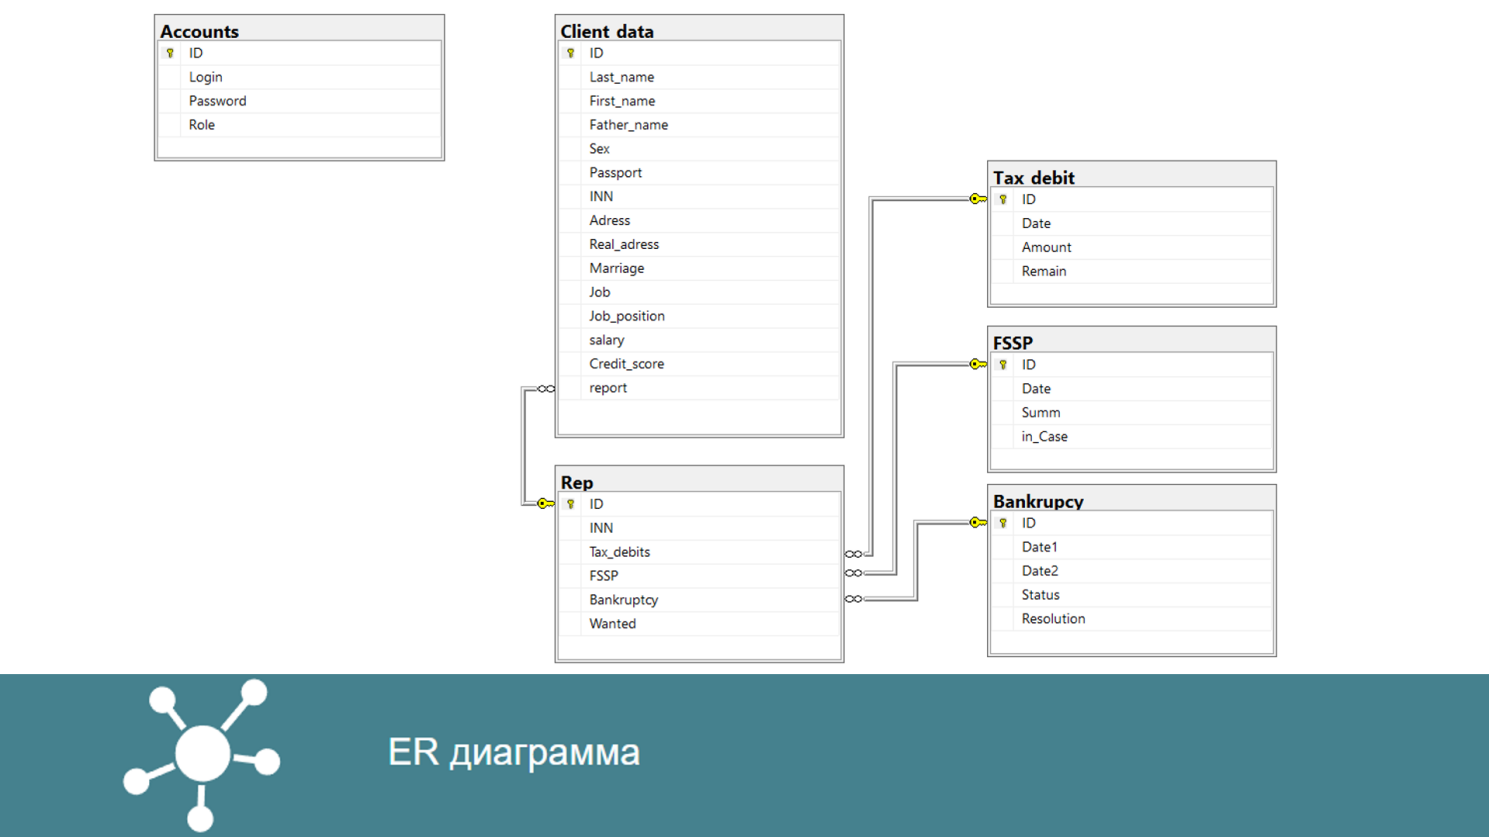 Accounts
ID
Login
Password
Role
Client data
ID
Last_name
First_name
Father_name
Sex
Passport
INN
Adress
Real_adress
Marriage
Job
Job_position
salary
Credit_score
report
Rep
ID
INN
Tax_debits
FSSP
Bankruptcy
Wanted
Tax debit
ID
Date
Amount
Remain
FSSP
ID
Date
Summ
in_Case
Bankrupcy
ID
Date1
Date2
Status
Resolution
ER диаграмма